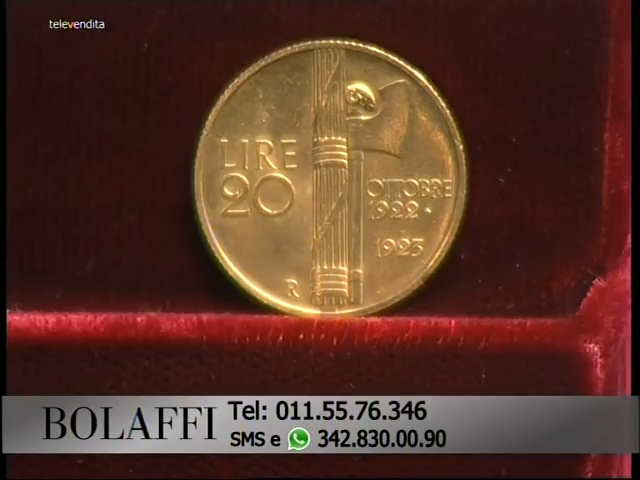 televendita
LIRE
20
OTTOBRE
1922
1923
R
BOLAFFI
Tel: 011.55.76.346
SMS e 342.830.00.90